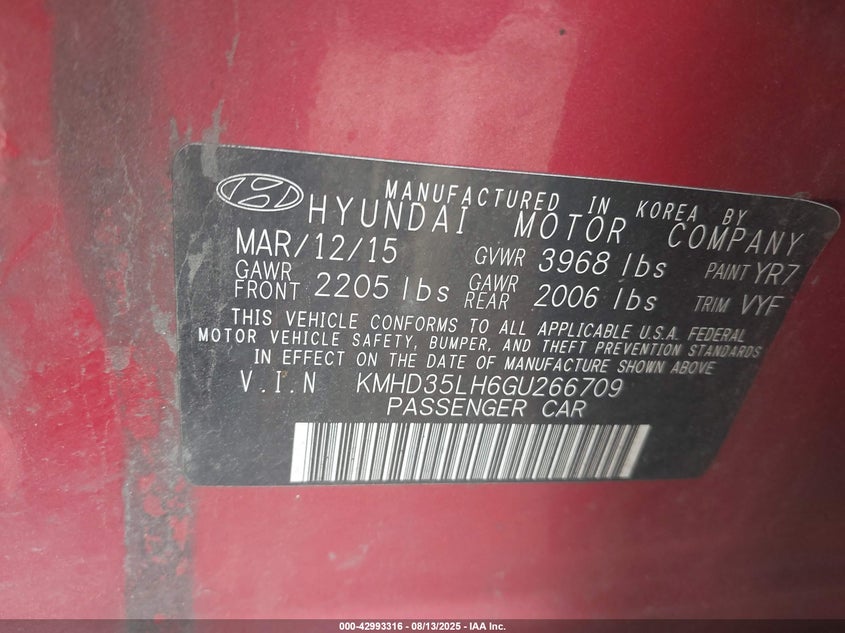 MANUFACTURED IN KOREA BY
HYUNDAI MOTOR COMPANY
MAR/12/15 GVWR 3968 lbs PAINT YR7
GAWR FRONT 2205 lbs GAWR REAR 2006 lbs TRIM VYF
THIS VEHICLE CONFORMS TO ALL APPLICABLE U.S.A. FEDERAL
MOTOR VEHICLE SAFETY, BUMPER, AND THEFT PREVENTION STANDARDS
IN EFFECT ON THE DATE OF MANUFACTURE SHOWN ABOVE
V.I.N KMHD35LH6GU266709
PASSENGER CAR
000-42993316 - 08/13/2025 - IAA Inc.